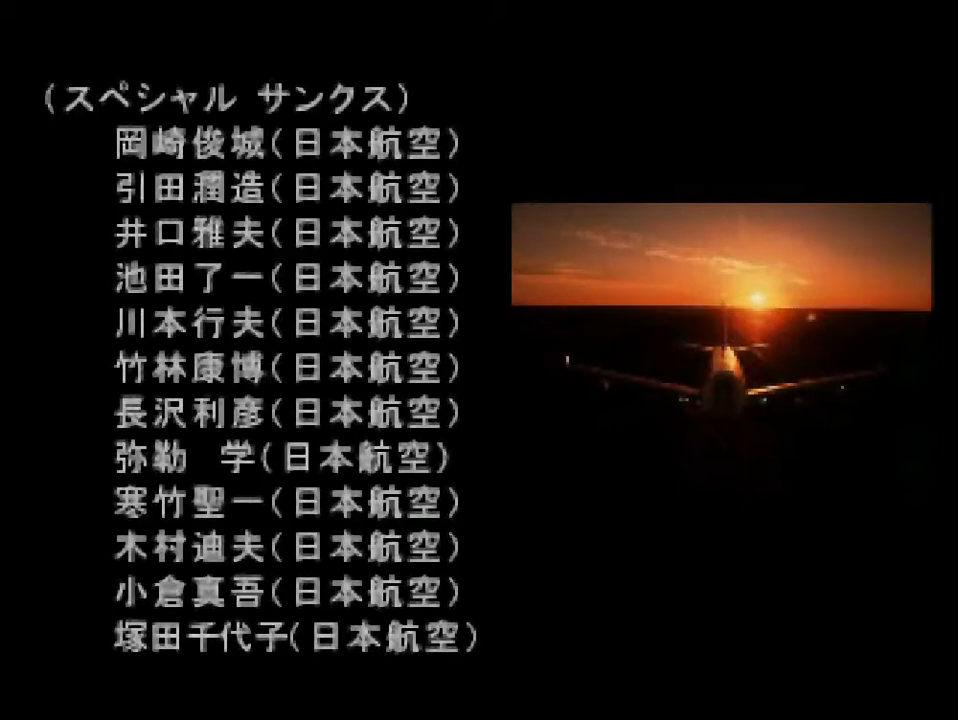 (スペシャル サンクス)
岡崎俊城(日本航空)
引田潤造(日本航空)
井口雅夫(日本航空)
池田了一(日本航空)
川本行夫(日本航空)
竹林康博(日本航空)
長沢利彦(日本航空)
弥勒 学(日本航空)
寒竹聖一(日本航空)
木村迪夫(日本航空)
小倉真吾(日本航空)
塚田千代子(日本航空)